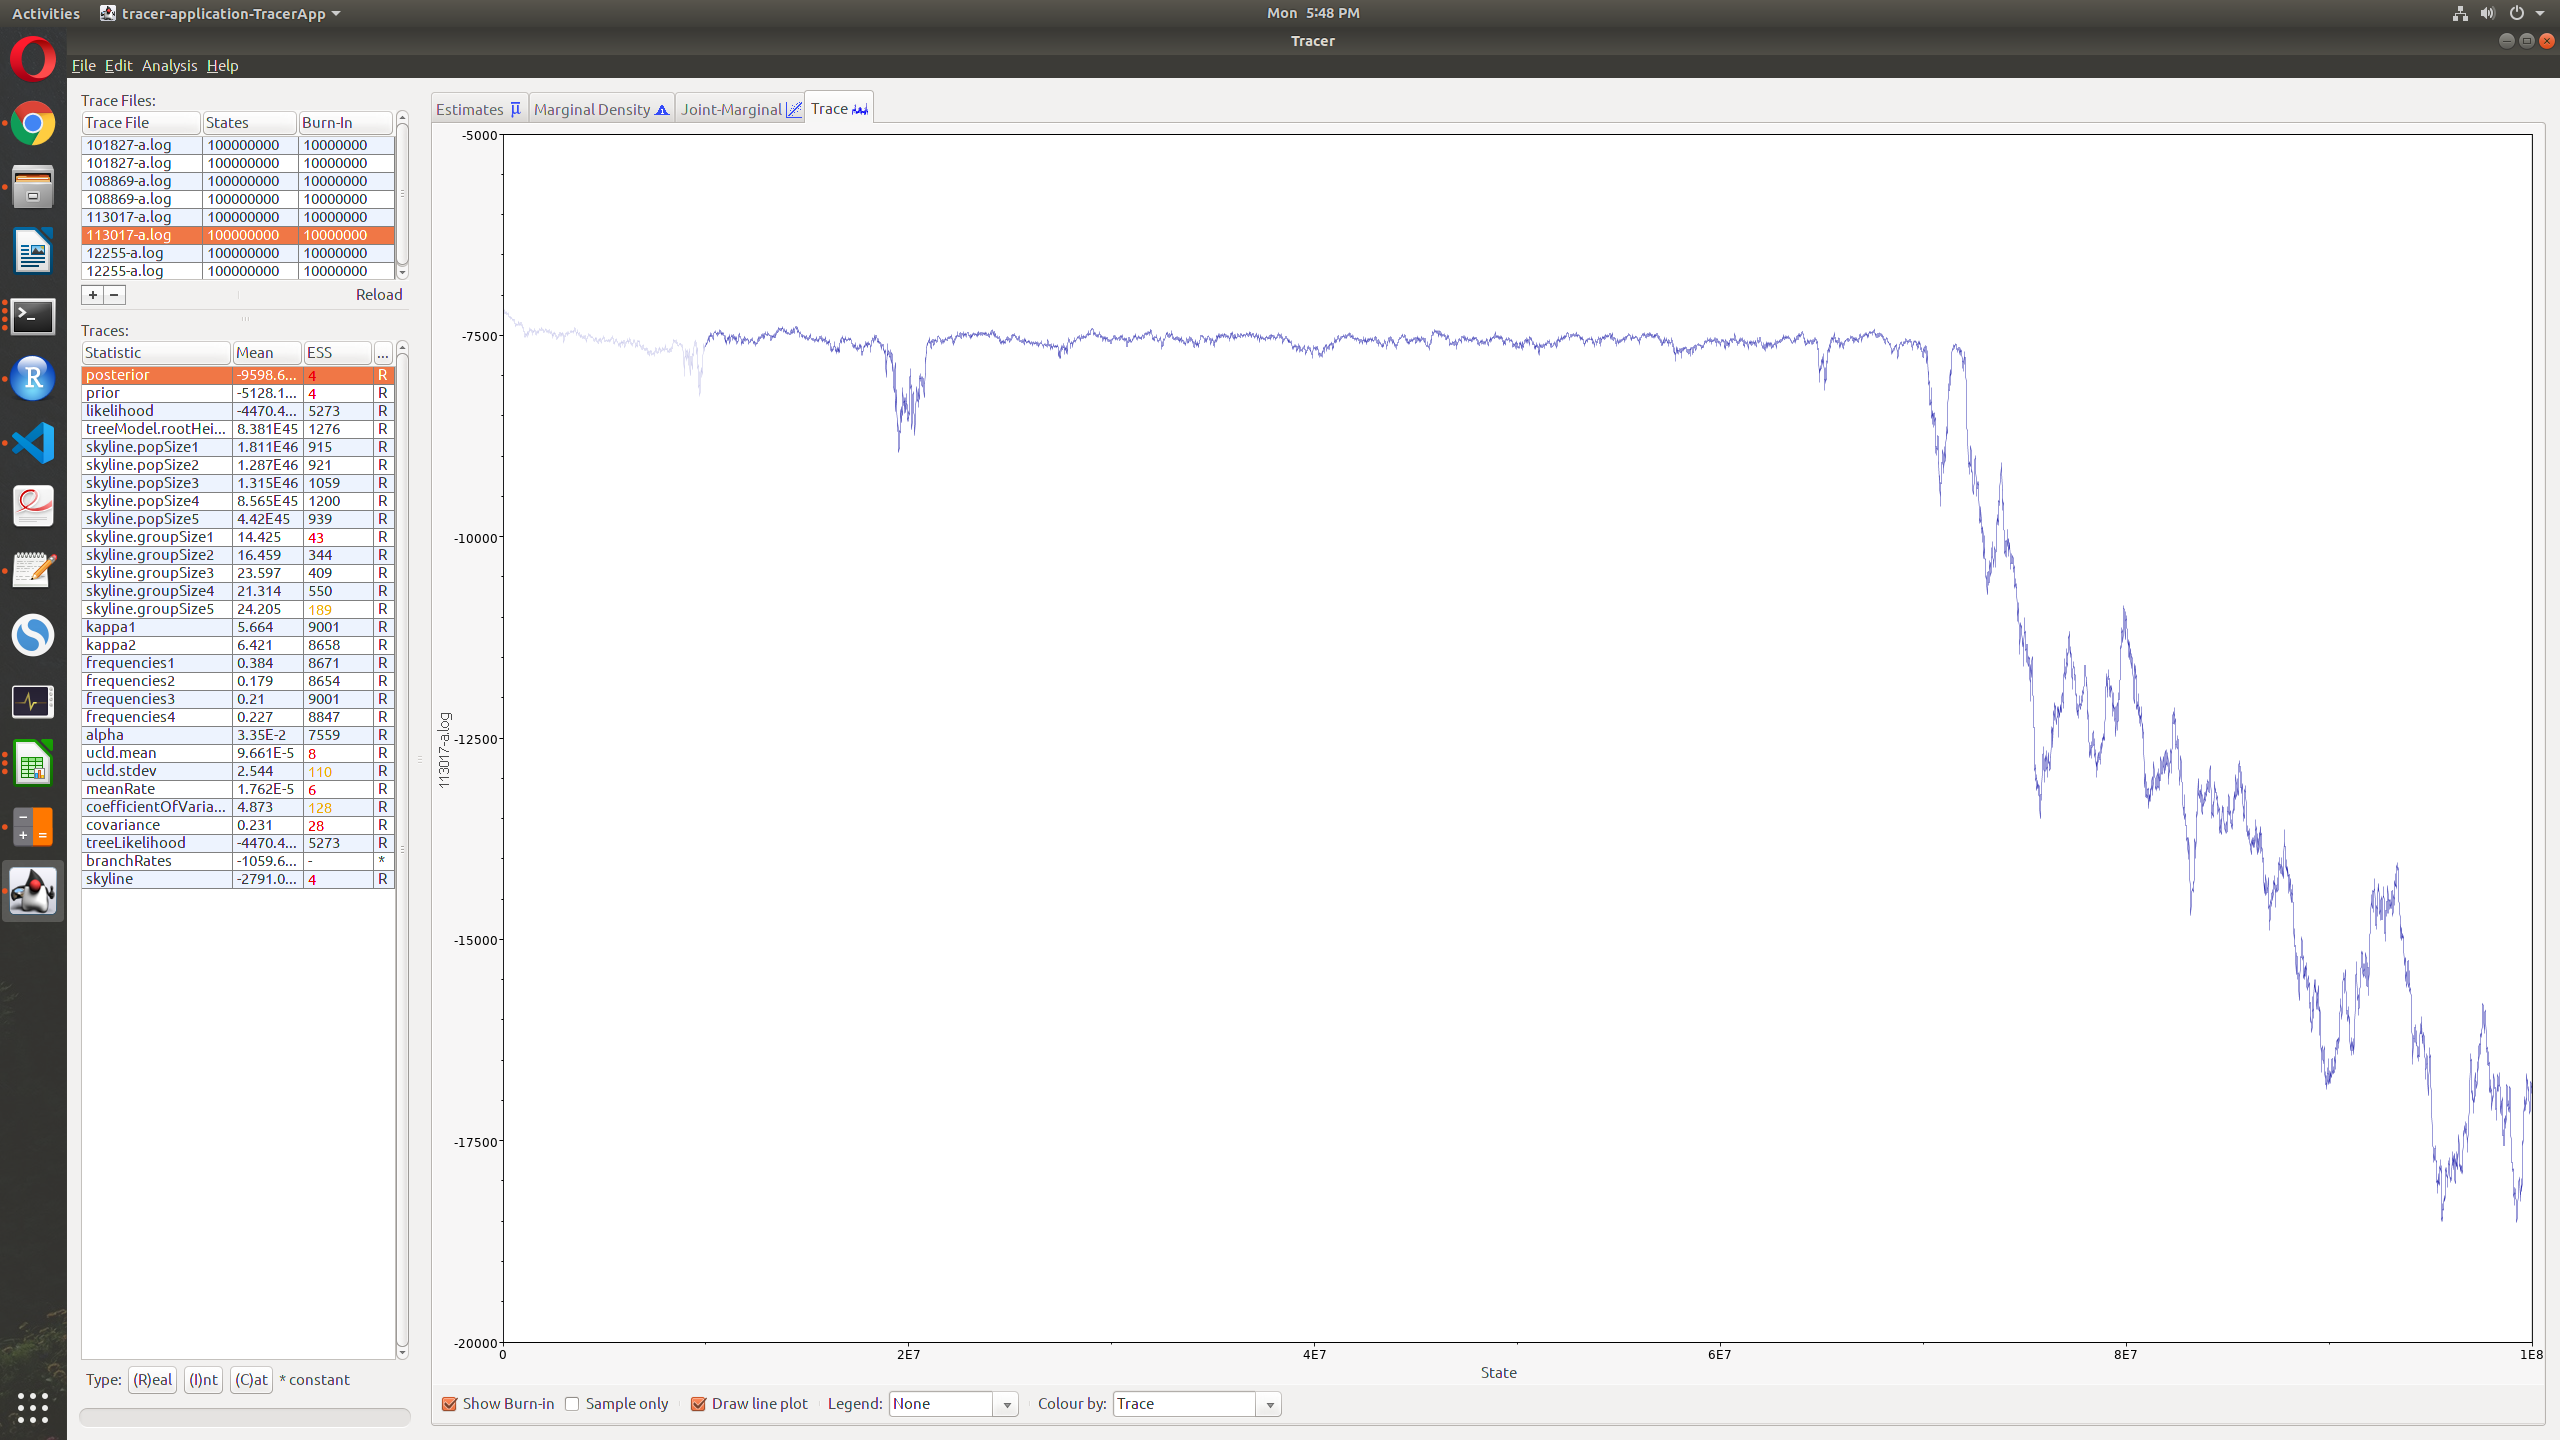 Activities tracer-application-TracerApp Mon 5:48 PM
Tracer
File Edit Analysis Help
Trace Files:
Trace File States Burn-In
101827-a.log 100000000 10000000
101827-a.log 100000000 10000000
108869-a.log 100000000 10000000
108869-a.log 100000000 10000000
113017-a.log 100000000 10000000
113017-a.log 100000000 10000000
12255-a.log 100000000 10000000
12255-a.log 100000000 10000000
+ − Reload
Traces:
Statistic Mean ESS ...
posterior -9598.6... 4 R
prior -5128.1... 4 R
likelihood -4470.4... 5273 R
treeModel.rootHei... 8.381E45 1276 R
skyline.popSize1 1.811E46 915 R
skyline.popSize2 1.287E46 921 R
skyline.popSize3 1.315E46 1059 R
skyline.popSize4 8.565E45 1200 R
skyline.popSize5 4.42E45 939 R
skyline.groupSize1 14.425 43 R
skyline.groupSize2 16.459 344 R
skyline.groupSize3 23.597 409 R
skyline.groupSize4 21.314 550 R
skyline.groupSize5 24.205 189 R
kappa1 5.664 9001 R
kappa2 6.421 8658 R
frequencies1 0.384 8671 R
frequencies2 0.179 8654 R
frequencies3 0.21 9001 R
frequencies4 0.227 8847 R
alpha 3.35E-2 7559 R
ucld.mean 9.661E-5 8 R
ucld.stdev 2.544 110 R
meanRate 1.762E-5 6 R
coefficientOfVaria... 4.873 128 R
covariance 0.231 28 R
treeLikelihood -4470.4... 5273 R
branchRates -1059.6... - *
skyline -2791.0... 4 R
Type: (R)eal (I)nt (C)at * constant
Estimates μ Marginal Density Joint-Marginal Trace
-5000
-7500
-10000
-12500
-15000
-17500
-20000
113017-a.log
0 2E7 4E7 6E7 8E7 1E8
State
Show Burn-in Sample only Draw line plot Legend: None Colour by: Trace